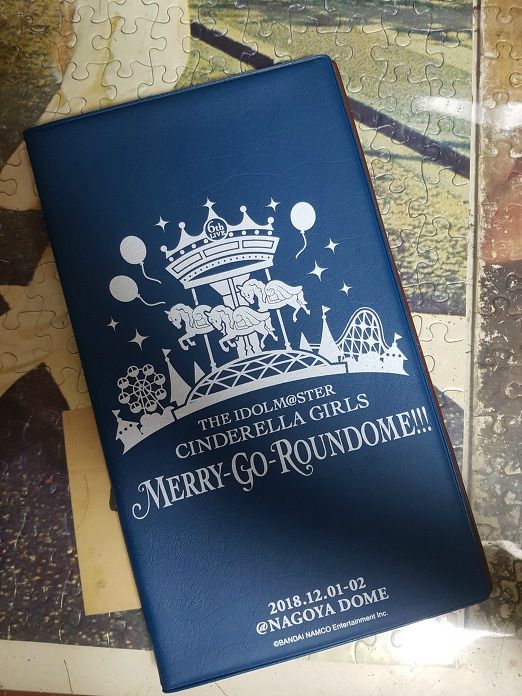 6th
LIVE
THE IDOLM@STER
CINDERELLA GIRLS
MERRY-GO-ROUNDOME!!!
2018.12.01-02
@NAGOYA DOME
©BANDAI NAMCO Entertainment Inc.